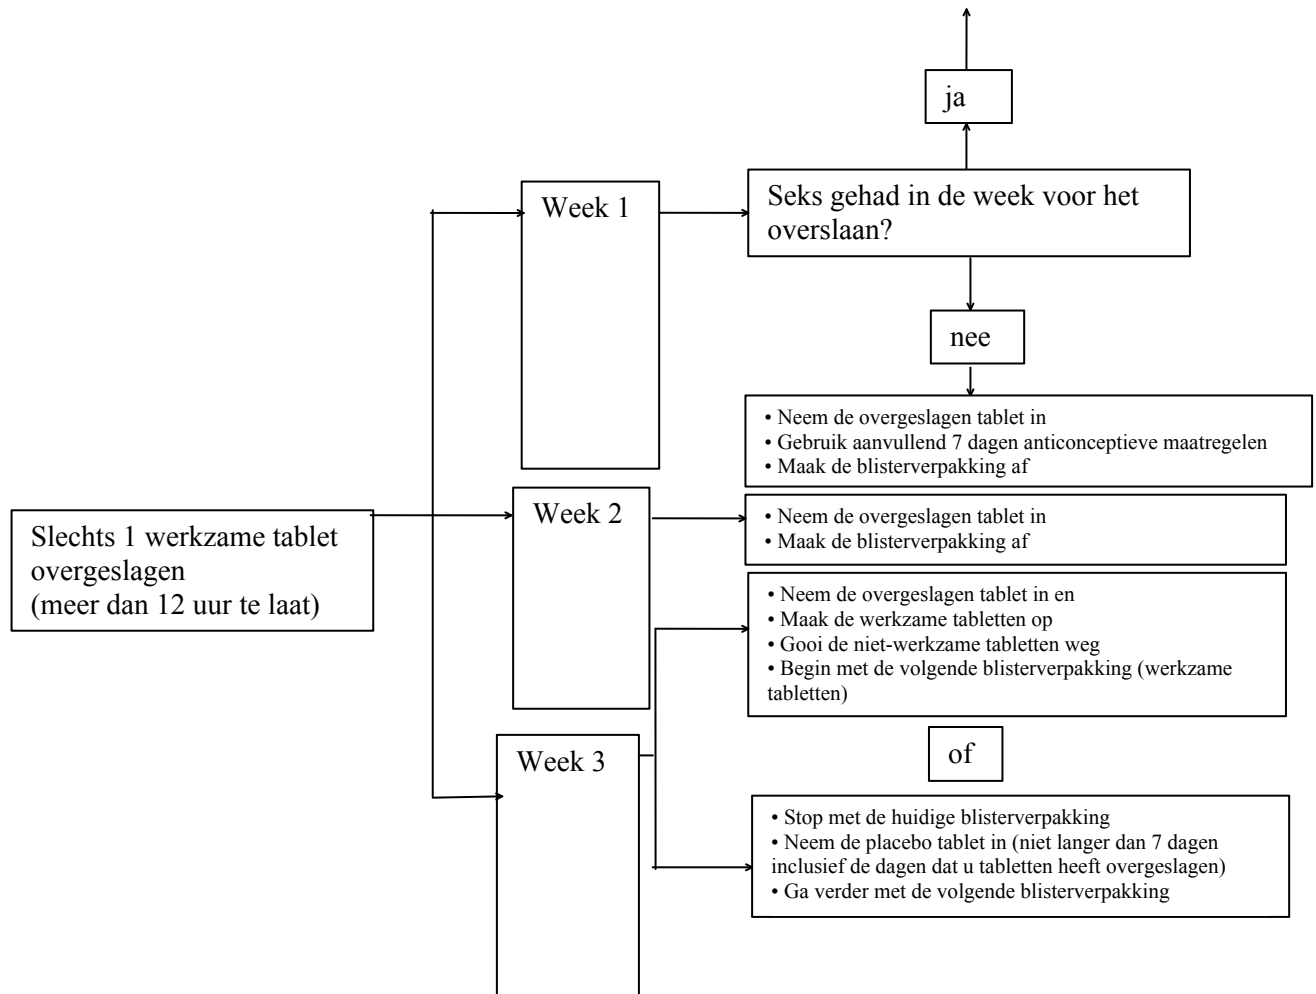 ja
Week 1
Seks gehad in de week voor het
overslaan?
nee
• Neem de overgeslagen tablet in
• Gebruik aanvullend 7 dagen anticonceptieve maatregelen
• Maak de blisterverpakking af
Slechts 1 werkzame tablet
overgeslagen
(meer dan 12 uur te laat)
Week 2
• Neem de overgeslagen tablet in
• Maak de blisterverpakking af
Week 3
• Neem de overgeslagen tablet in en
• Maak de werkzame tabletten op
• Gooi de niet-werkzame tabletten weg
• Begin met de volgende blisterverpakking (werkzame
tabletten)
of
• Stop met de huidige blisterverpakking
• Neem de placebo tablet in (niet langer dan 7 dagen
inclusief de dagen dat u tabletten heeft overgeslagen)
• Ga verder met de volgende blisterverpakking